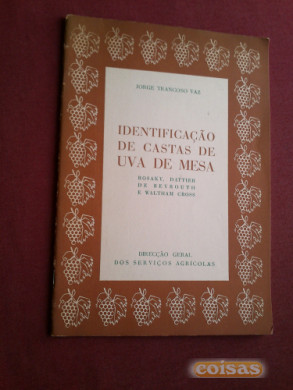 JORGE TRANCOSO VAZ
IDENTIFICAÇÃO
DE CASTAS DE
UVA DE MESA
ROSAKY, DATTIER
DE BEYROUTH
E WALTHAM CROSS
DIRECÇÃO GERAL
DOS SERVIÇOS AGRÍCOLAS
coisas